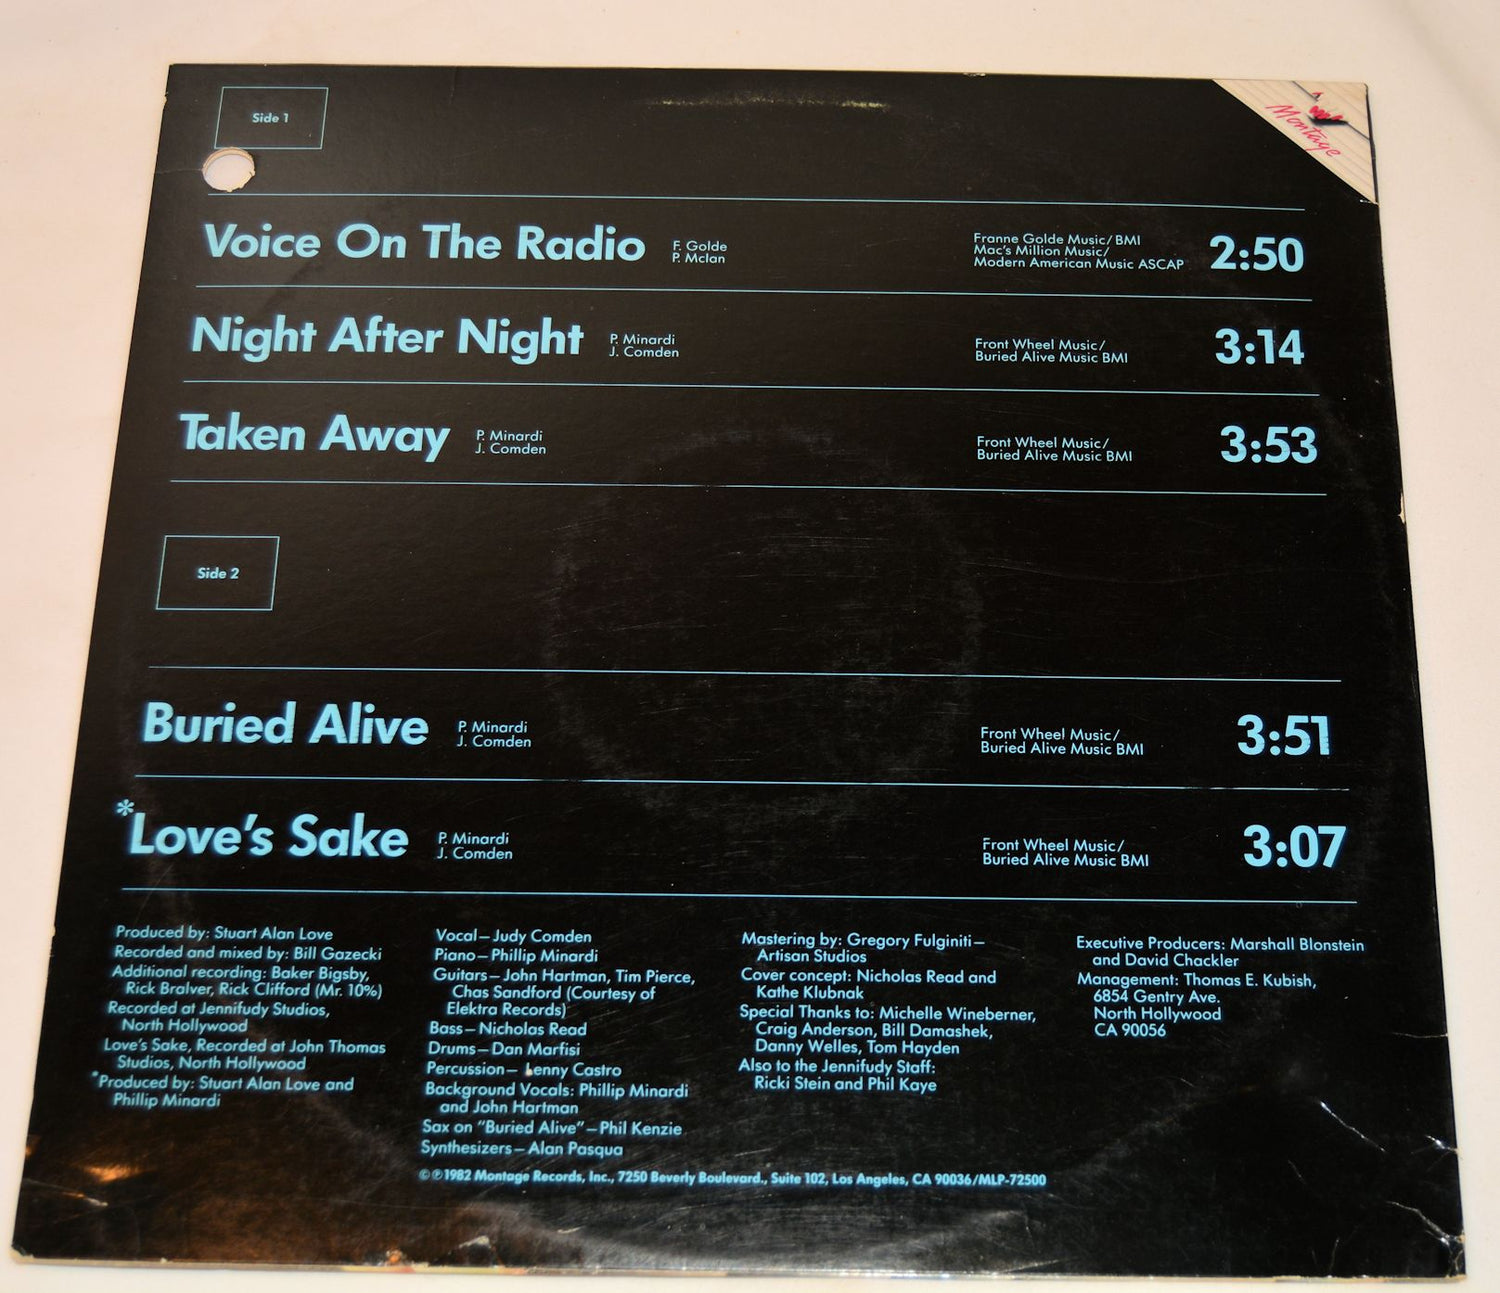 Side 1
Montage
Voice On The Radio
F. Golde
P. McIan
Franne Golde Music/BMI
Mac's Million Music/
Modern American Music ASCAP
2:50
Night After Night
P. Minardi
J. Comden
Front Wheel Music/
Buried Alive Music BMI
3:14
Taken Away
P. Minardi
J. Comden
Front Wheel Music/
Buried Alive Music BMI
3:53
Side 2
Buried Alive
P. Minardi
J. Comden
Front Wheel Music/
Buried Alive Music BMI
3:51
*Love's Sake
P. Minardi
J. Comden
Front Wheel Music/
Buried Alive Music BMI
3:07
Produced by: Stuart Alan Love
Recorded and mixed by: Bill Gazecki
Additional recording: Baker Bigsby,
Rick Bralver, Rick Clifford (Mr. 10%)
Recorded at Jennifudy Studios,
North Hollywood
Love's Sake, Recorded at John Thomas
Studios, North Hollywood
*Produced by: Stuart Alan Love and
Phillip Minardi
Vocal—Judy Comden
Piano—Phillip Minardi
Guitars—John Hartman, Tim Pierce,
Chas Sandford (Courtesy of
Elektra Records)
Bass—Nicholas Read
Drums—Dan Marfisi
Percussion—Lenny Castro
Background Vocals: Phillip Minardi
and John Hartman
Sax on "Buried Alive"—Phil Kenzie
Synthesizers—Alan Pasqua
Mastering by: Gregory Fulginiti—
Artisan Studios
Cover concept: Nicholas Read and
Kathe Klubnak
Special Thanks to: Michelle Wineberner,
Craig Anderson, Bill Damashek,
Danny Welles, Tom Hayden
Also to the Jennifudy Staff:
Ricki Stein and Phil Kaye
Executive Producers: Marshall Blonstein
and David Chackler
Management: Thomas E. Kubish,
6854 Gentry Ave.
North Hollywood
CA 90056
©℗1982 Montage Records, Inc., 7250 Beverly Boulevard., Suite 102, Los Angeles, CA 90036/MLP-72500